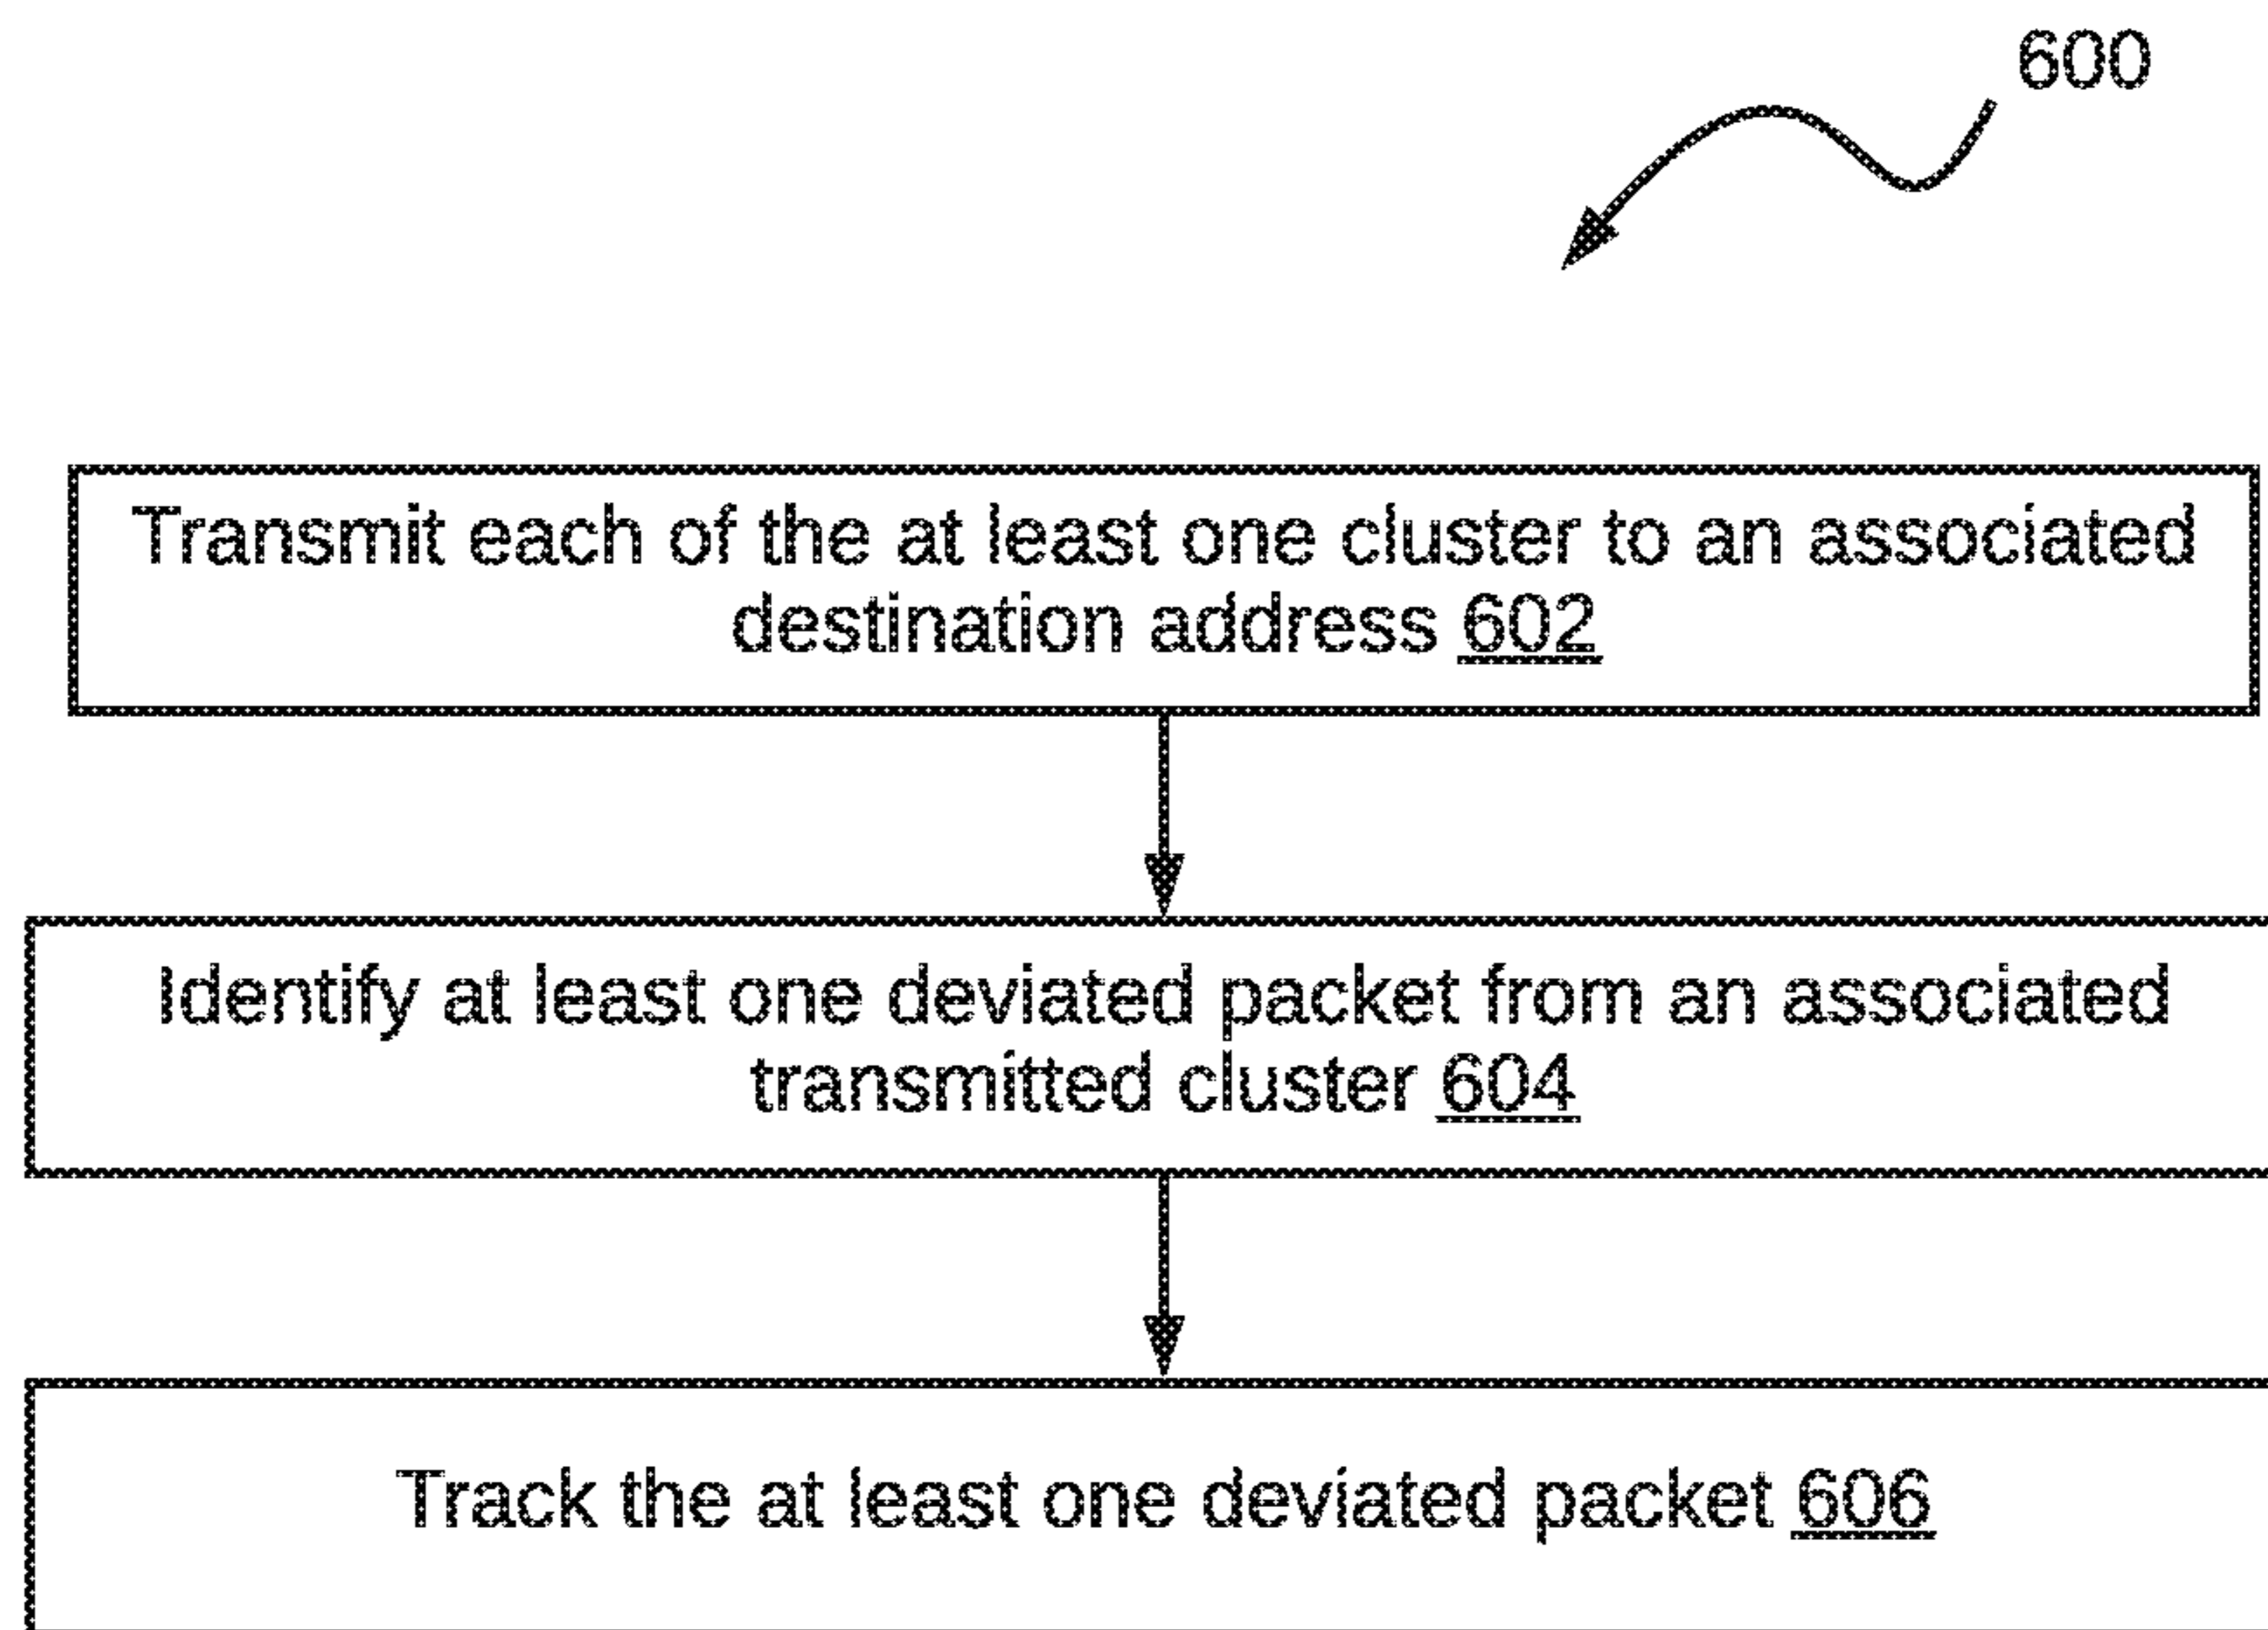 600
Transmit each of the at least one cluster to an associated
destination address 602
Identify at least one deviated packet from an associated
transmitted cluster 604
Track the at least one deviated packet 606